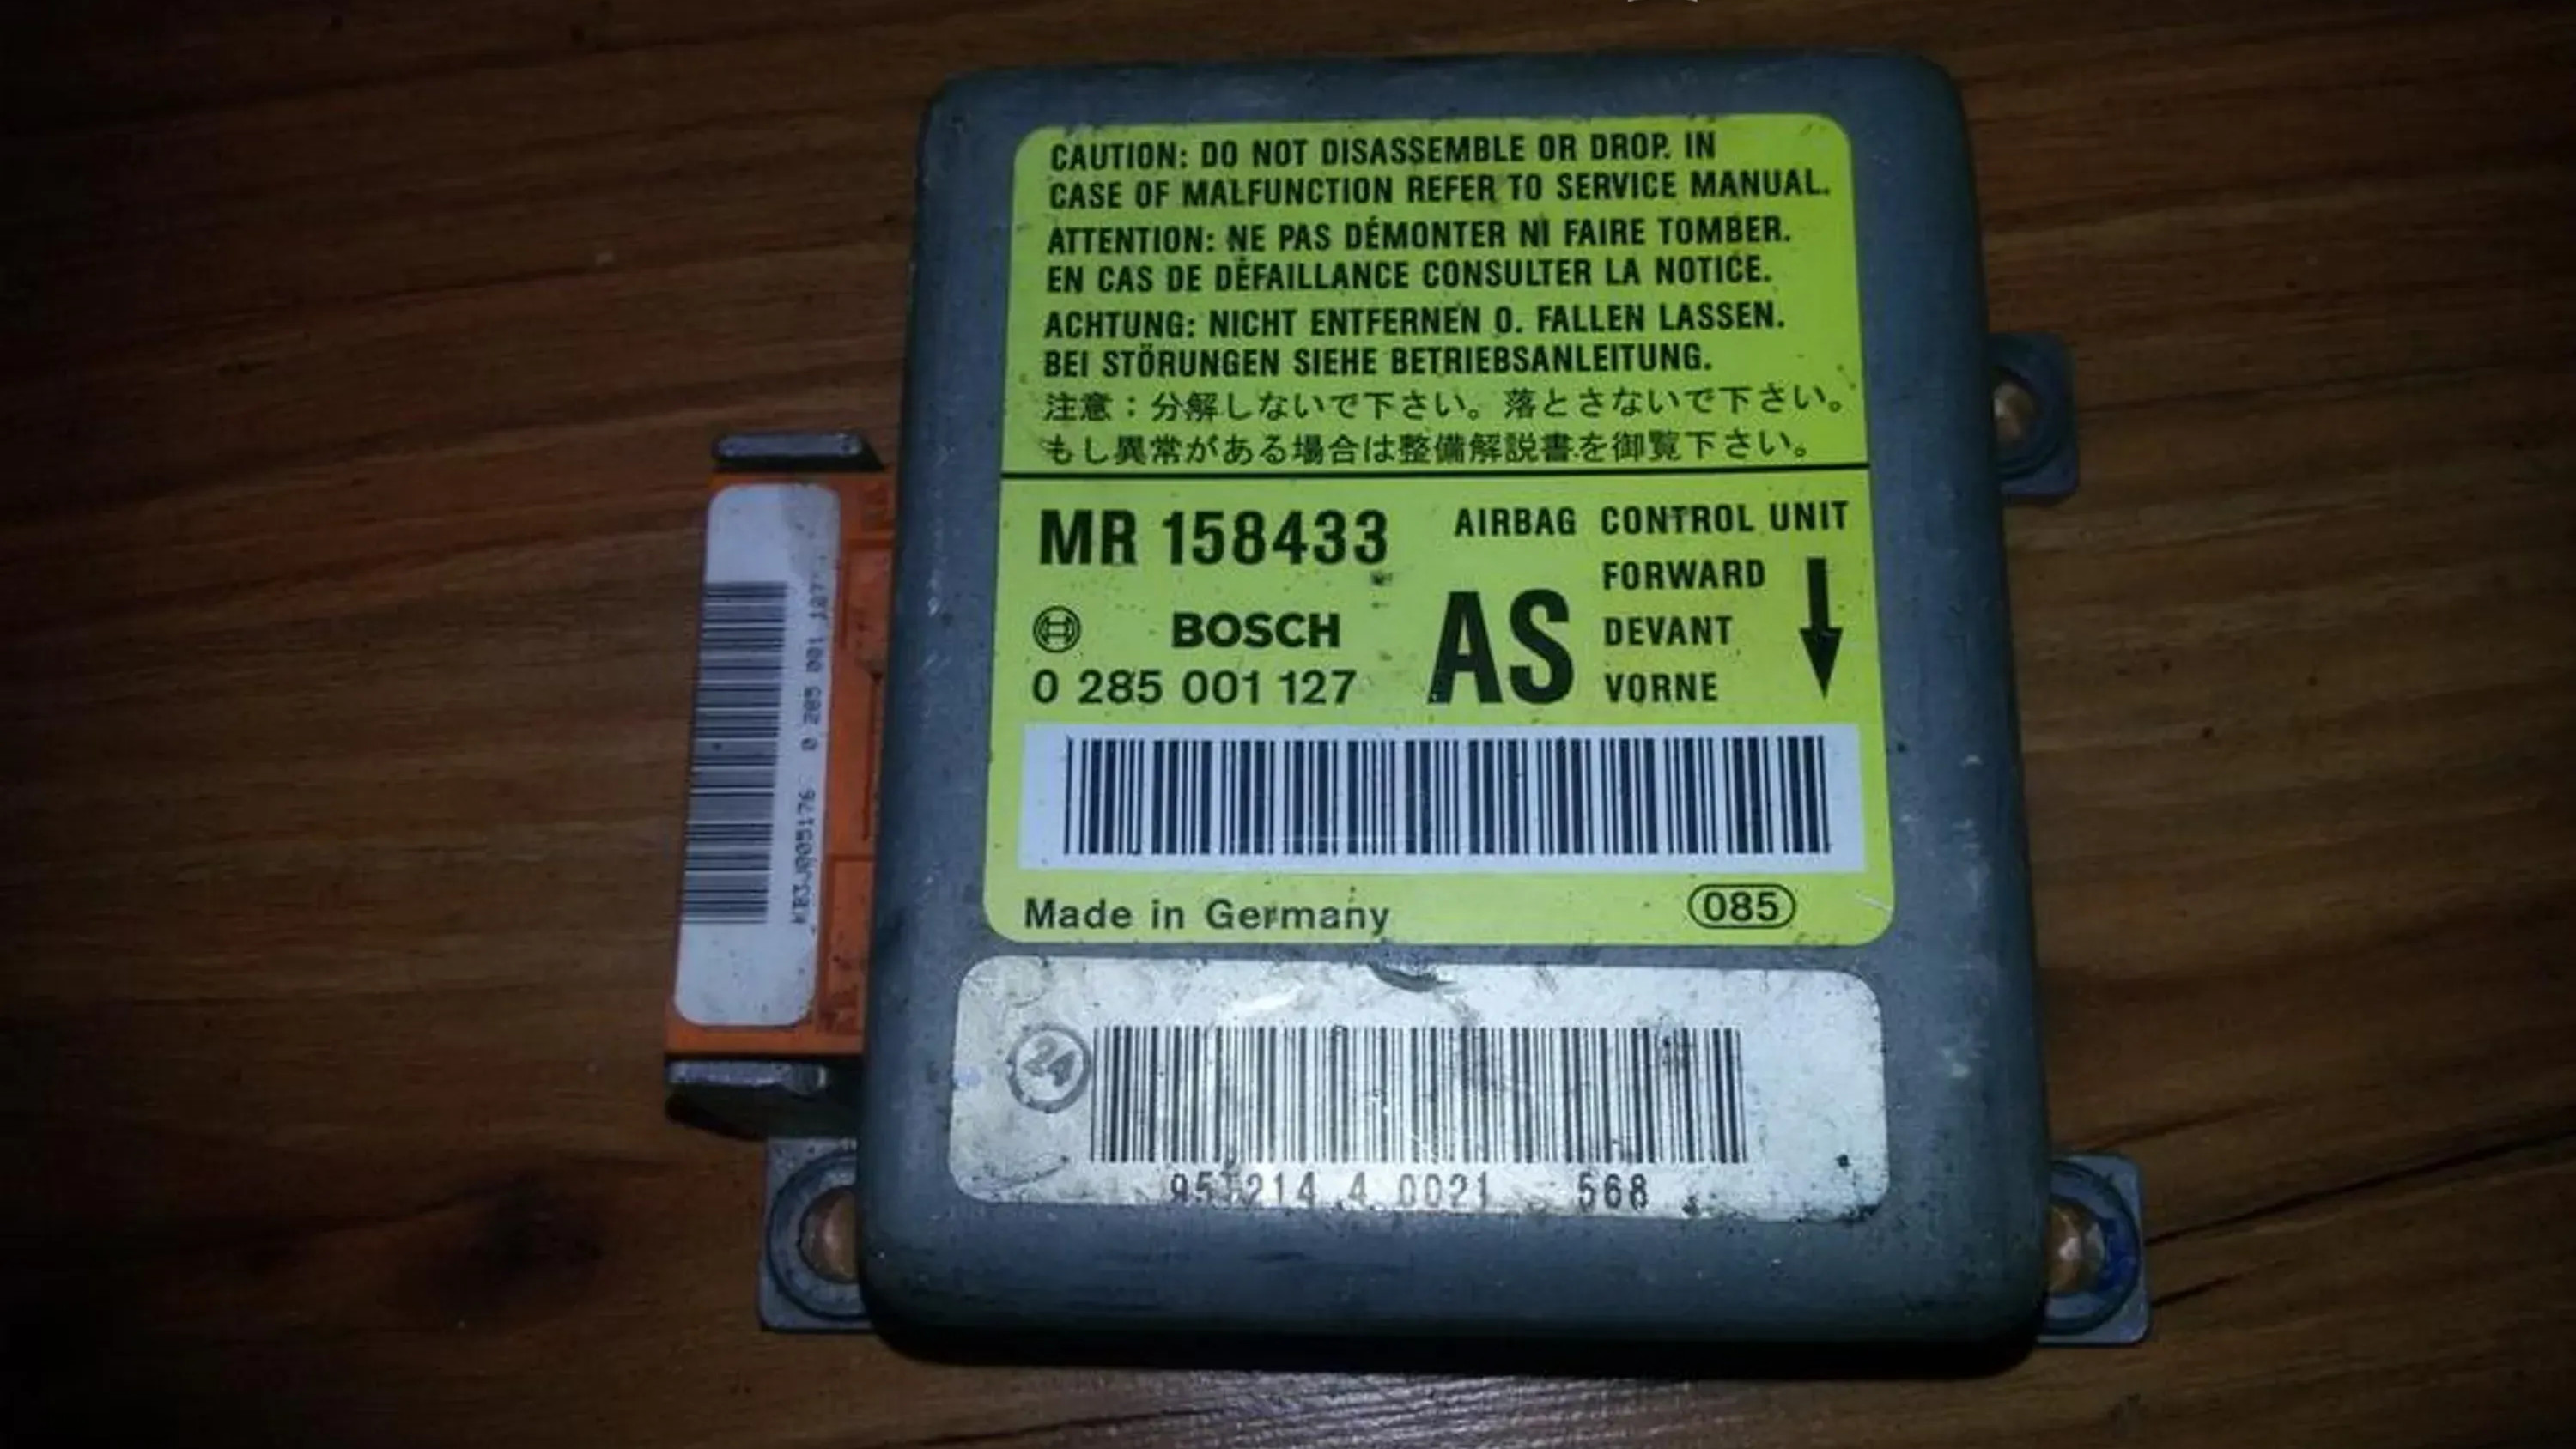 CAUTION: DO NOT DISASSEMBLE OR DROP. IN
CASE OF MALFUNCTION REFER TO SERVICE MANUAL.
ATTENTION: NE PAS DÉMONTER NI FAIRE TOMBER.
EN CAS DE DÉFAILLANCE CONSULTER LA NOTICE.
ACHTUNG: NICHT ENTFERNEN O. FALLEN LASSEN.
BEI STÖRUNGEN SIEHE BETRIEBSANLEITUNG.
注意：分解しないで下さい。落とさないで下さい。
もし異常がある場合は整備解説書を御覧下さい。
MR 158433
AIRBAG CONTROL UNIT
FORWARD
BOSCH
AS
DEVANT
0 285 001 127
VORNE
Made in Germany
085
24
4 0021 568
0 285 001